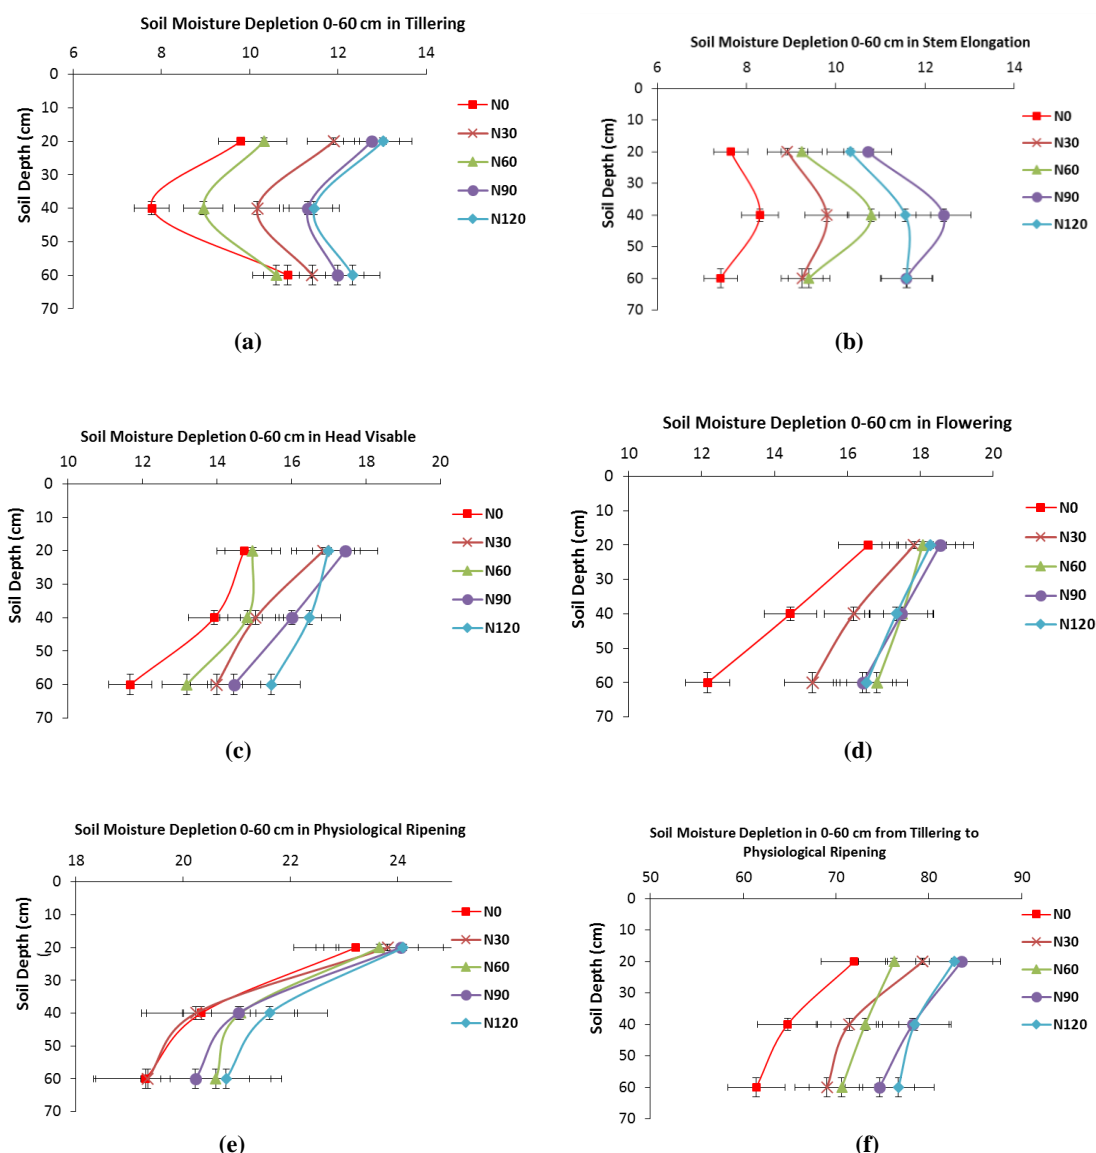 Soil Moisture Depletion 0-60 cm in Tillering
6 8 10 12 14
0
10
20
30
40
50
60
70
Soil Depth (cm)
N0
N30
N60
N90
N120
(a)
Soil Moisture Depletion 0-60 cm in Stem Elongation
6 8 10 12 14
0
10
20
30
40
50
60
70
Soil Depth (cm)
N0
N30
N60
N90
N120
(b)
Soil Moisture Depletion 0-60 cm in Head Visable
10 12 14 16 18 20
0
10
20
30
40
50
60
70
Soil Depth (cm)
N0
N30
N60
N90
N120
(c)
Soil Moisture Depletion 0-60 cm in Flowering
10 12 14 16 18 20
0
10
20
30
40
50
60
70
Soil Depth (cm)
N0
N30
N60
N90
N120
(d)
Soil Moisture Depletion 0-60 cm in Physiological Ripening
18 20 22 24
0
10
20
30
40
50
60
70
Soil Depth (cm)
N0
N30
N60
N90
N120
(e)
Soil Moisture Depletion in 0-60 cm from Tillering to
Physiological Ripening
50 60 70 80 90
0
10
20
30
40
50
60
70
Soil Depth (cm)
N0
N30
N60
N90
N120
(f)